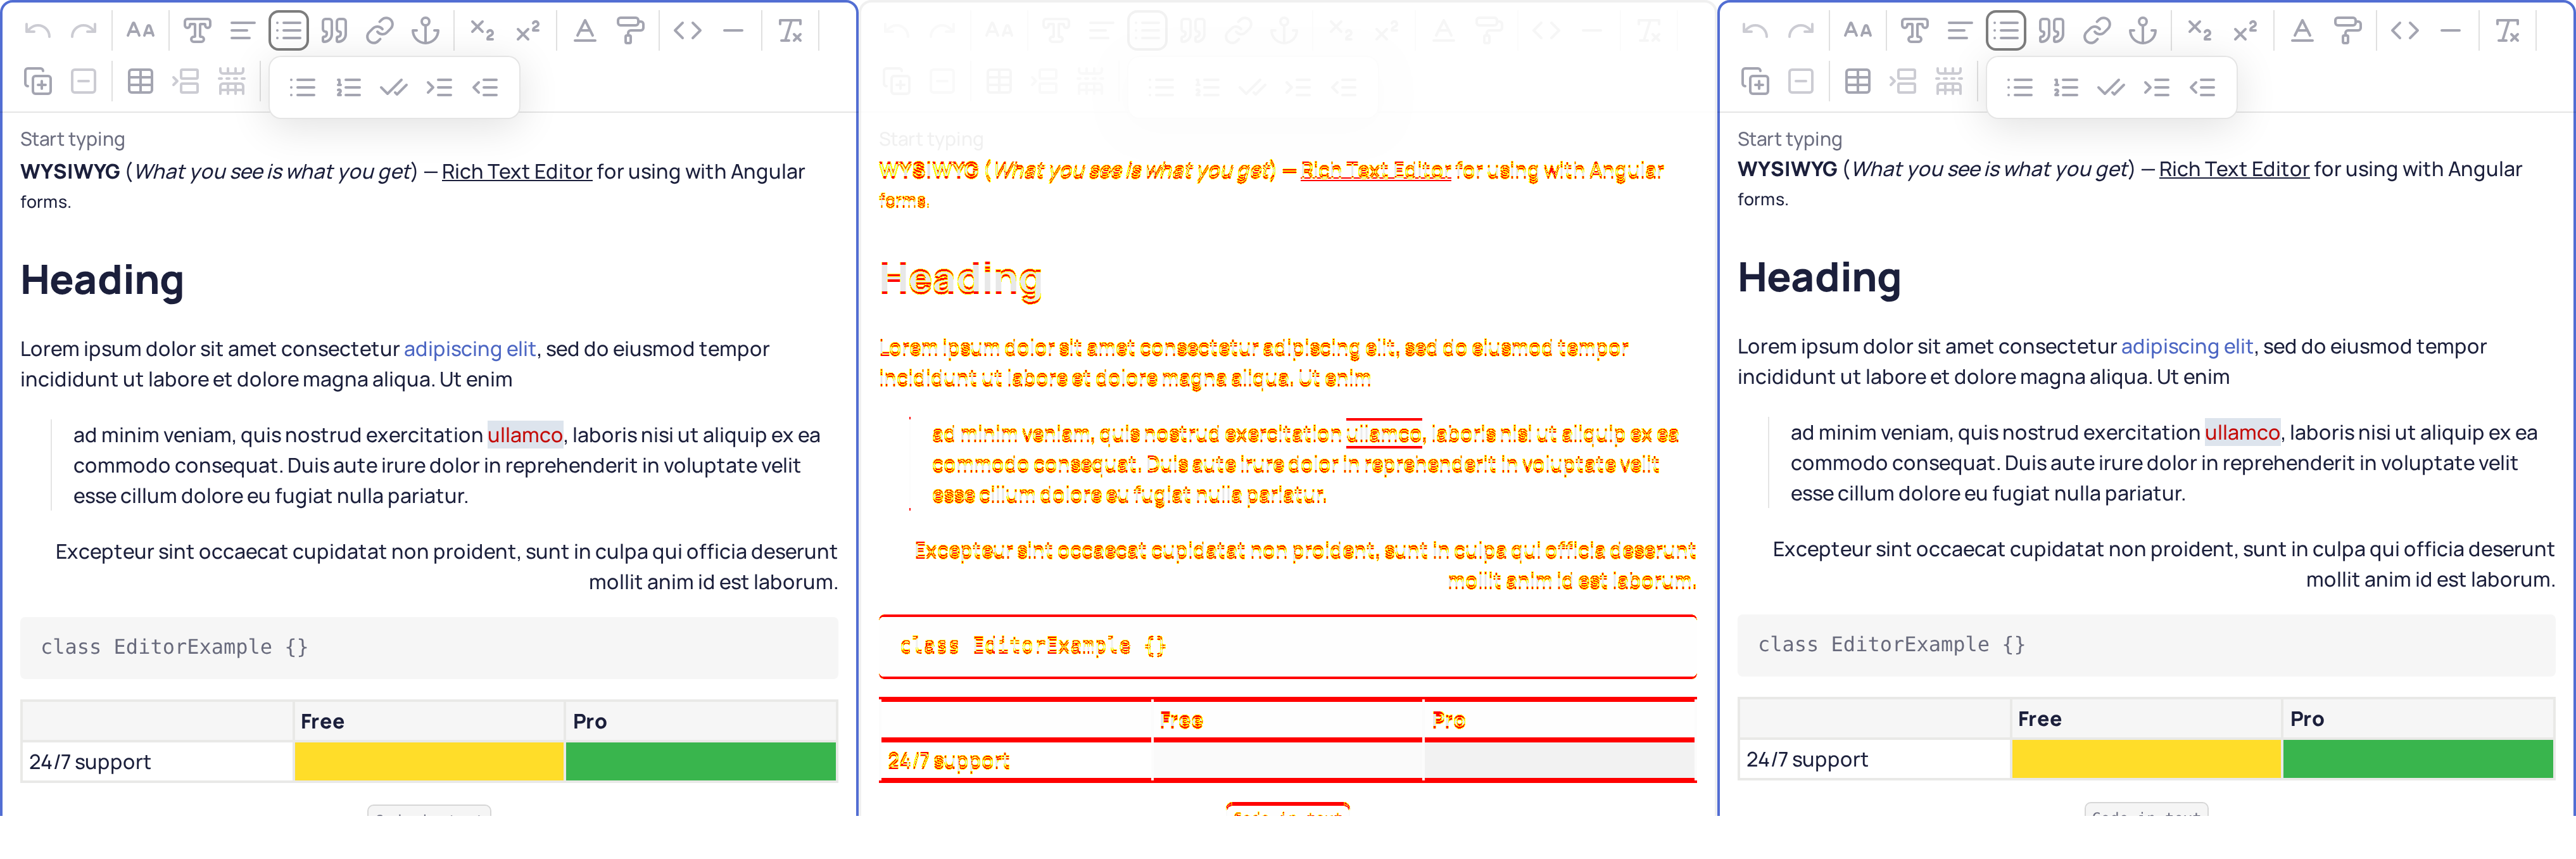 Start typing
WYSIWYG (What you see is what you get) — Rich Text Editor for using with Angular
forms.
Heading
Lorem ipsum dolor sit amet consectetur adipiscing elit, sed do eiusmod tempor
incididunt ut labore et dolore magna aliqua. Ut enim
ad minim veniam, quis nostrud exercitation ullamco, laboris nisi ut aliquip ex ea
commodo consequat. Duis aute irure dolor in reprehenderit in voluptate velit
esse cillum dolore eu fugiat nulla pariatur.
Excepteur sint occaecat cupidatat non proident, sunt in culpa qui officia deserunt
mollit anim id est laborum.
class EditorExample {}
Free Pro
24/7 support
Start typing
WYSIWYG (What you see is what you get) — Rich Text Editor for using with Angular
forms.
Heading
Lorem ipsum dolor sit amet consectetur adipiscing elit, sed do eiusmod tempor
incididunt ut labore et dolore magna aliqua. Ut enim
ad minim veniam, quis nostrud exercitation ullamco, laboris nisi ut aliquip ex ea
commodo consequat. Duis aute irure dolor in reprehenderit in voluptate velit
esse cillum dolore eu fugiat nulla pariatur.
Excepteur sint occaecat cupidatat non proident, sunt in culpa qui officia deserunt
mollit anim id est laborum.
class EditorExample {}
Free Pro
24/7 support
Code in text
Start typing
WYSIWYG (What you see is what you get) — Rich Text Editor for using with Angular
forms.
Heading
Lorem ipsum dolor sit amet consectetur adipiscing elit, sed do eiusmod tempor
incididunt ut labore et dolore magna aliqua. Ut enim
ad minim veniam, quis nostrud exercitation ullamco, laboris nisi ut aliquip ex ea
commodo consequat. Duis aute irure dolor in reprehenderit in voluptate velit
esse cillum dolore eu fugiat nulla pariatur.
Excepteur sint occaecat cupidatat non proident, sunt in culpa qui officia deserunt
mollit anim id est laborum.
class EditorExample {}
Free Pro
24/7 support
Code in text